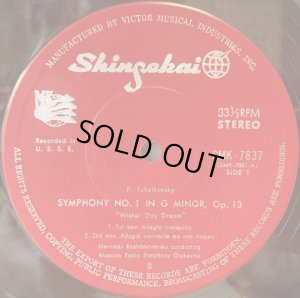 MANUFACTURED BY VICTOR MUSICAL INDUSTRIES, INC.
Shinsekai
33⅓RPM
STEREO
Recorded in
U. S. S. R.
SOLD OUT
SMK-7837
(SMK-7801-A)
SIDE 1
P. Tchaikovsky
SYMPHONY NO. 1 IN G MINOR, Op. 13
"Winter Day Dream"
1. 1st mov. Allegro tranquillo
2. 2nd mov. Adagio cantabile ma non troppo
Gennadiy Rozhdestvensky conducting
Moscow Radio Symphony Orchestra
ALL RIGHTS RESERVED, COPYING, PUBLIC PERFORMANCE, BROADCASTING OF THESE RECORDS ARE FORBIDDEN.
THE EXPORT OF THESE RECORDS ARE FORBIDDEN.